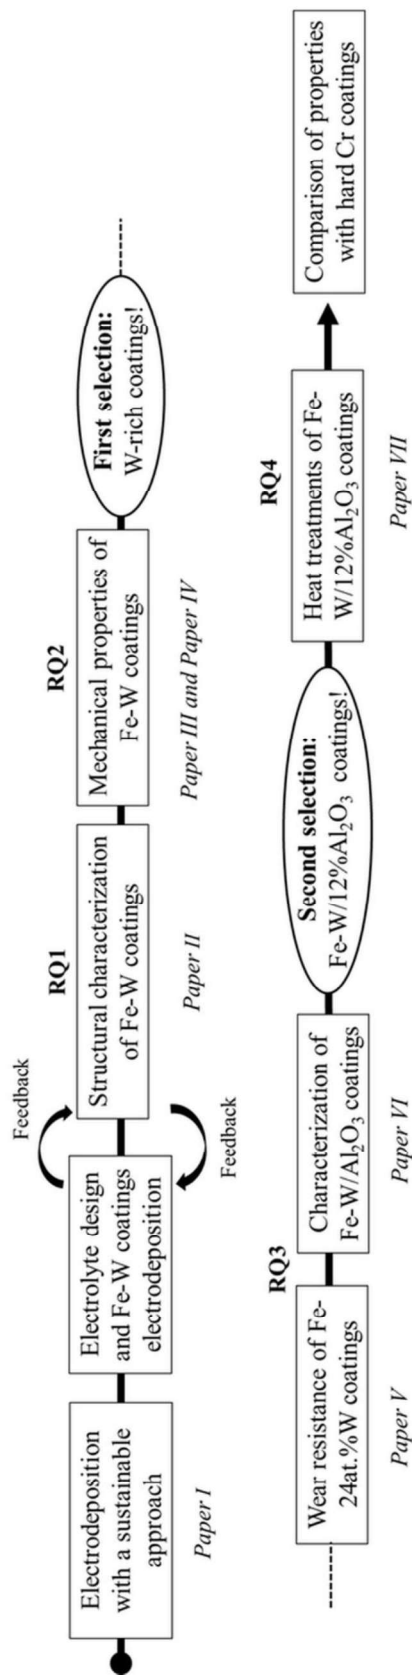 Electrodeposition
with a sustainable
approach
Paper I
Electrolyte design
and Fe-W coatings
electrodeposition
Feedback
Feedback
RQ1
Structural characterization
of Fe-W coatings
Paper II
RQ2
Mechanical properties of
Fe-W coatings
Paper III and Paper IV
First selection:
W-rich coatings!
Wear resistance of Fe-
24at.%W coatings
Paper V
RQ3
Characterization of
Fe-W/Al₂O₃ coatings
Paper VI
Second selection:
Fe-W/12%Al₂O₃ coatings!
RQ4
Heat treatments of Fe-
W/12%Al₂O₃ coatings
Paper VII
Comparison of properties
with hard Cr coatings